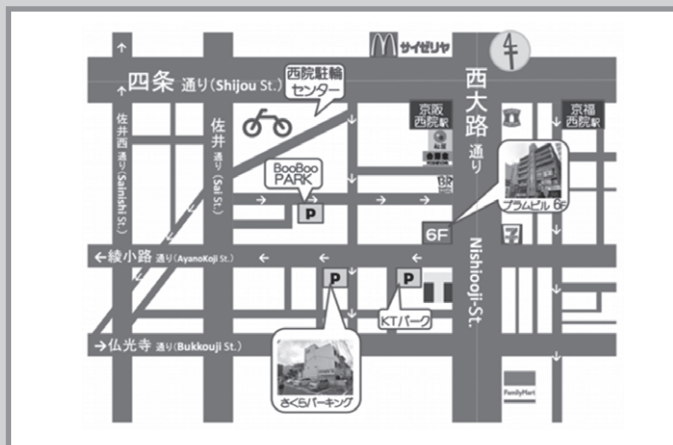 サイゼリヤ
四条 通り(Shijou St.)
西院駐輪
センター
西大路 通り
Nishiooji-St.
京阪
西院駅
京福
西院駅
佐井西 通り(Sainishi St.)
佐井 通り(Sai St.)
BooBoo
PARK
P
6F
プラムビル 6F
綾小路 通り(AyanoKoji St.)
P
P
KTパーク
仏光寺 通り(Bukkouji St.)
さくらパーキング
FamilyMart